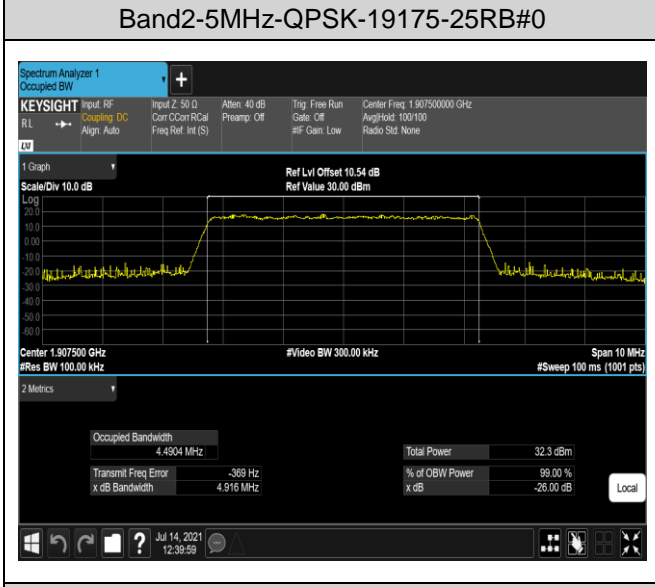 Band2-5MHz-QPSK-19175-25RB#0
Spectrum Analyzer 1
Occupied BW
+
KEYSIGHT Input: RF Input Z: 50 Ω Atten: 40 dB Trig: Free Run Center Freq: 1.907500000 GHz
R L Coupling: DC Corr CCorr RCal Preamp: Off Gate: Off Avg|Hold: 100/100
Align: Auto Freq Ref: Int (S) #IF Gain: Low Radio Std: None
LXI
1 Graph
Ref Lvl Offset 10.54 dB
Scale/Div 10.0 dB Ref Value 30.00 dBm
Log
20.0
10.0
0.00
-10.0
-20.0
-30.0
-40.0
-50.0
-60.0
Center 1.907500 GHz #Video BW 300.00 kHz Span 10 MHz
#Res BW 100.00 kHz #Sweep 100 ms (1001 pts)
2 Metrics
Occupied Bandwidth
4.4904 MHz Total Power 32.3 dBm
Transmit Freq Error -369 Hz % of OBW Power 99.00 %
x dB Bandwidth 4.916 MHz x dB -26.00 dB
Local
? Jul 14, 2021
12:39:59